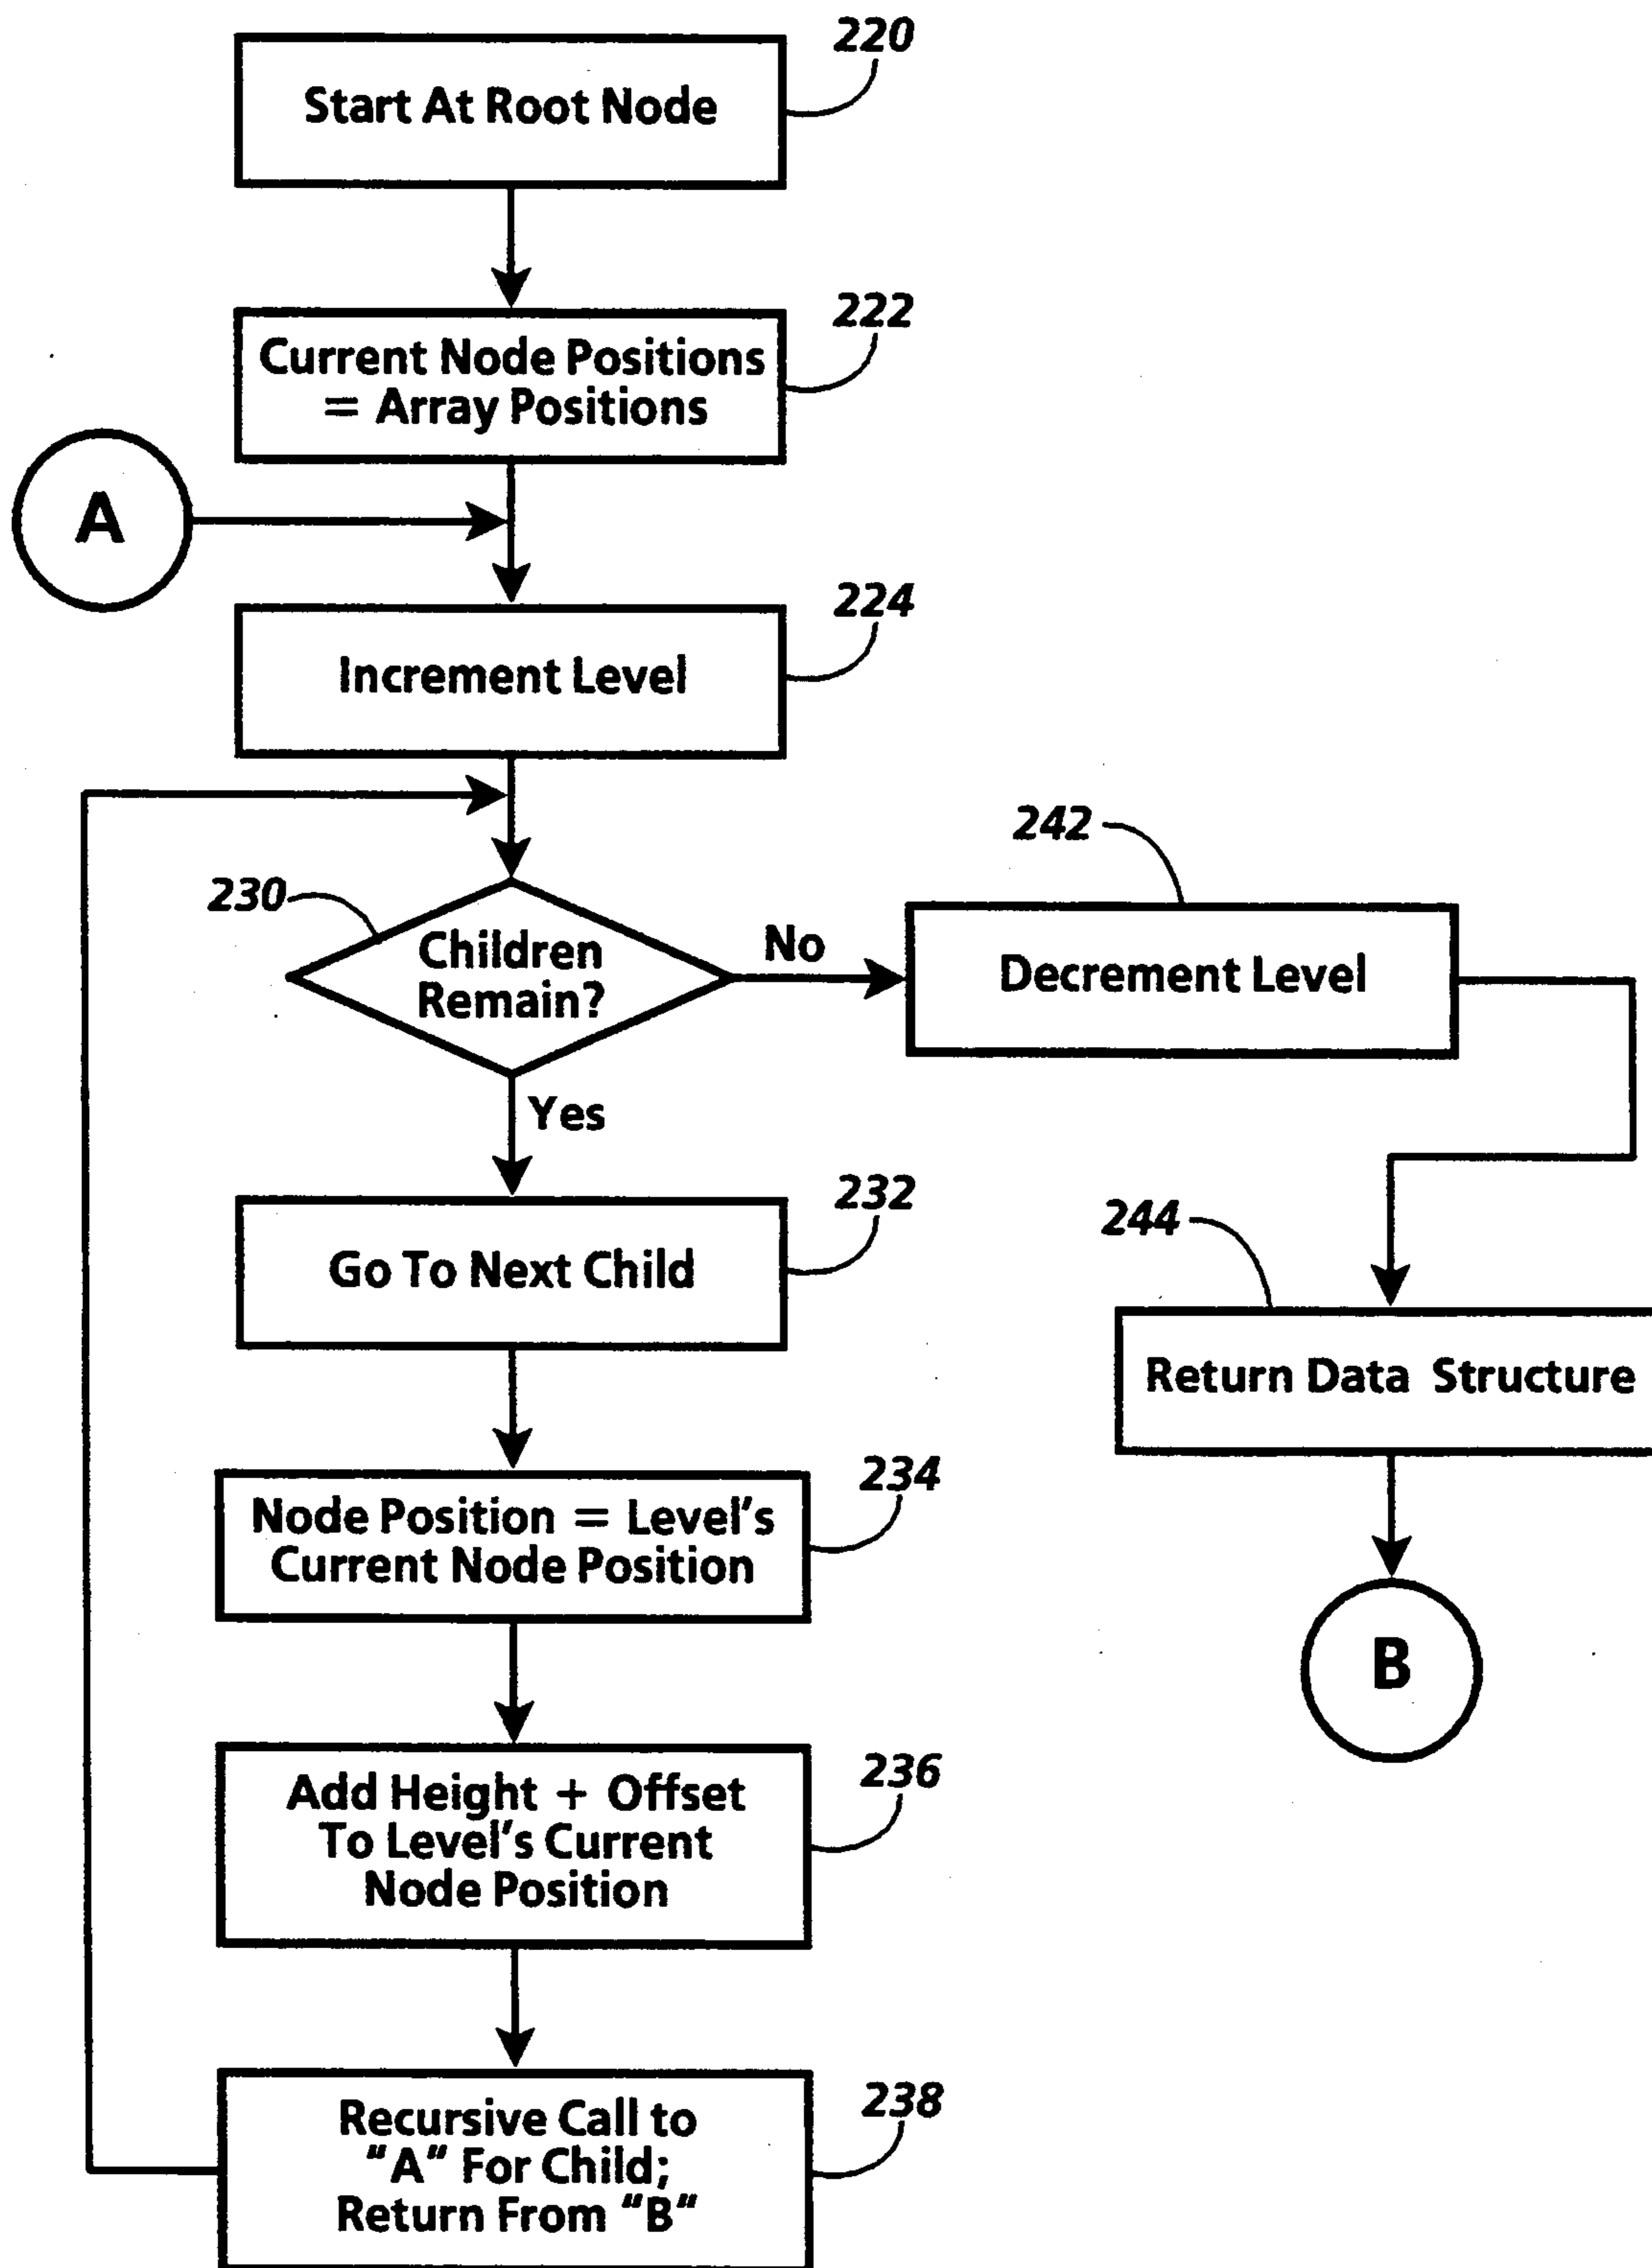 220
Start At Root Node
222
Current Node Positions
= Array Positions
A
224
Increment Level
242
230
Children
Remain?
No
Decrement Level
Yes
232
Go To Next Child
244
Return Data Structure
234
Node Position = Level's
Current Node Position
B
236
Add Height + Offset
To Level's Current
Node Position
238
Recursive Call to
"A" For Child;
Return From "B"